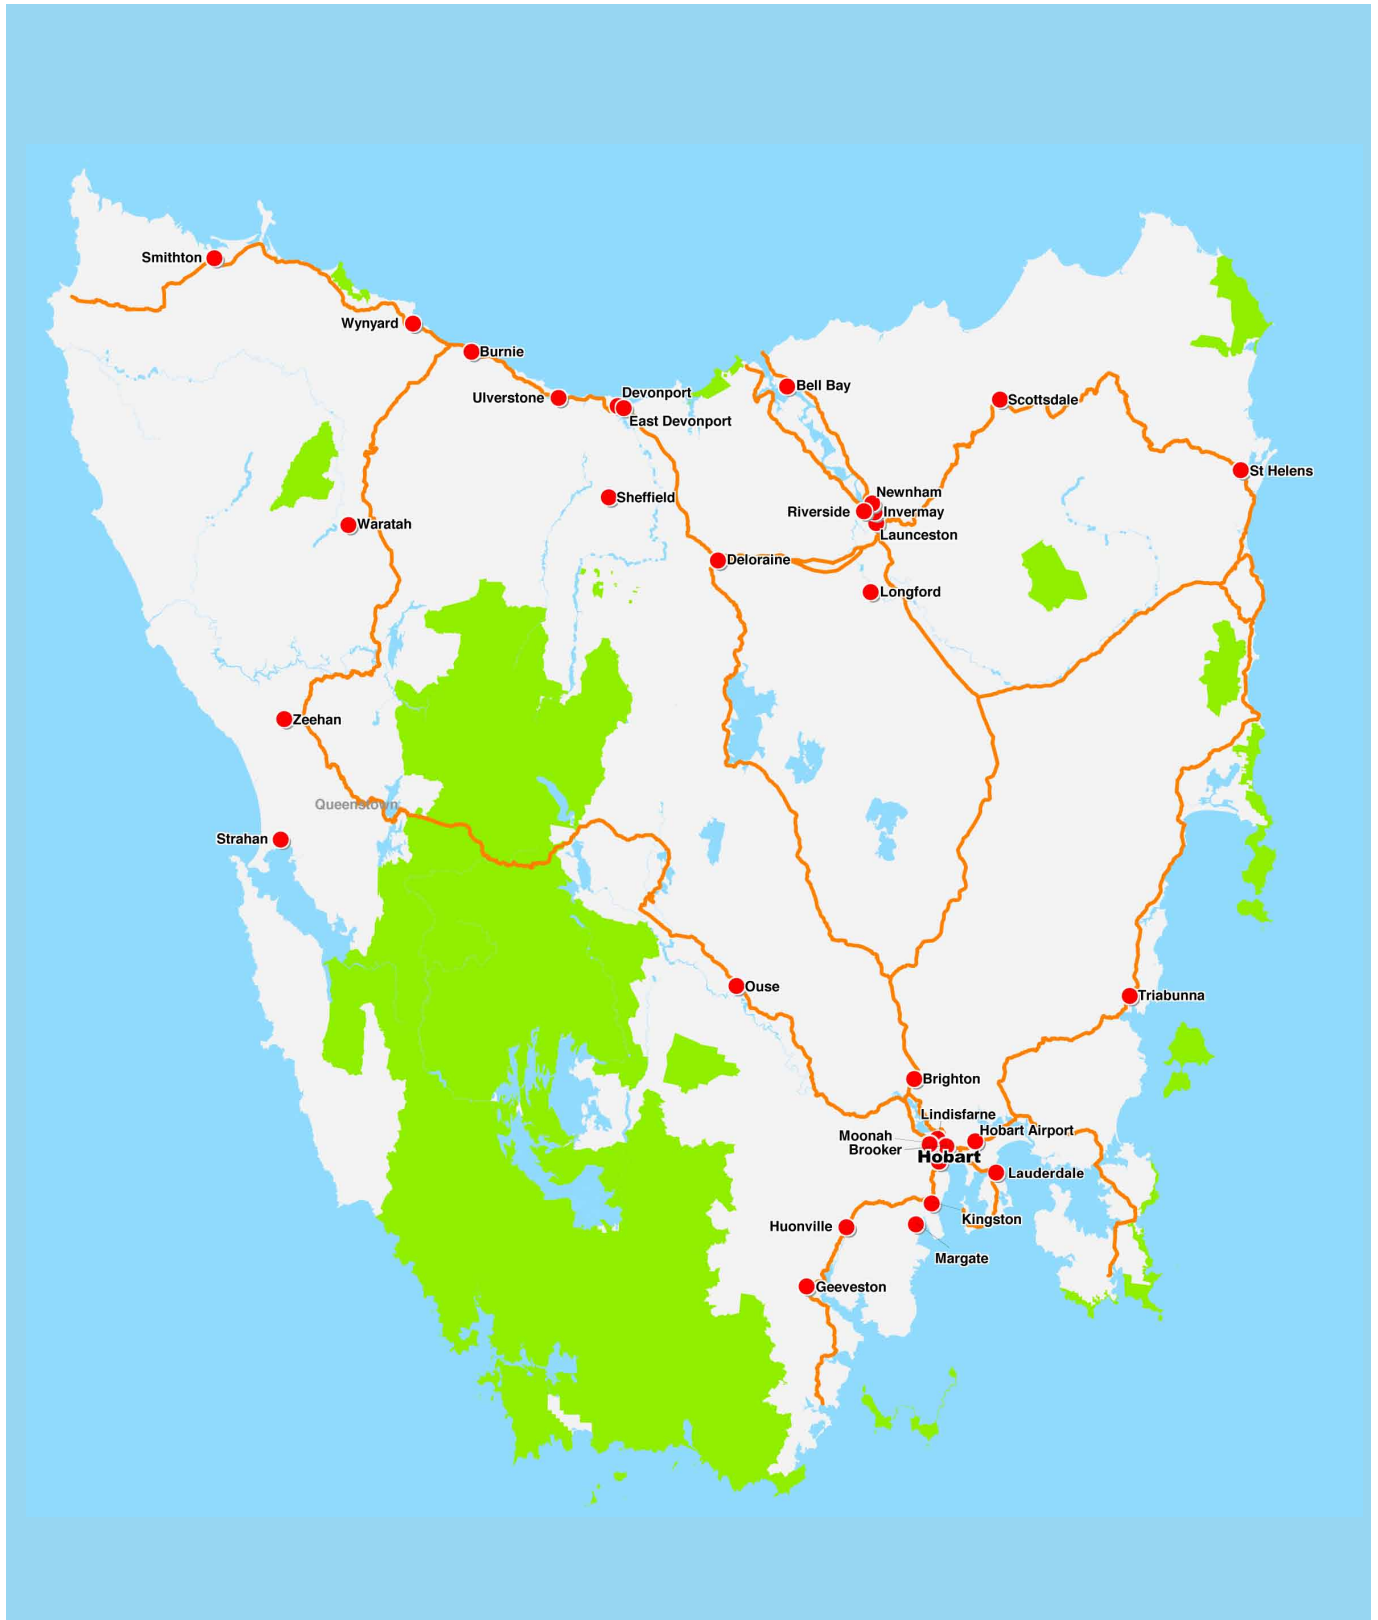 Smithton
Wynyard
Burnie
Bell Bay
Devonport
Ulverstone
Scottsdale
East Devonport
St Helens
Newnham
Sheffield
Riverside
Invermay
Waratah
Launceston
Deloraine
Longford
Zeehan
Queenstown
Strahan
Ouse
Triabunna
Brighton
Lindisfarne
Hobart Airport
Moonah
Brooker
Hobart
Lauderdale
Kingston
Huonville
Margate
Geeveston